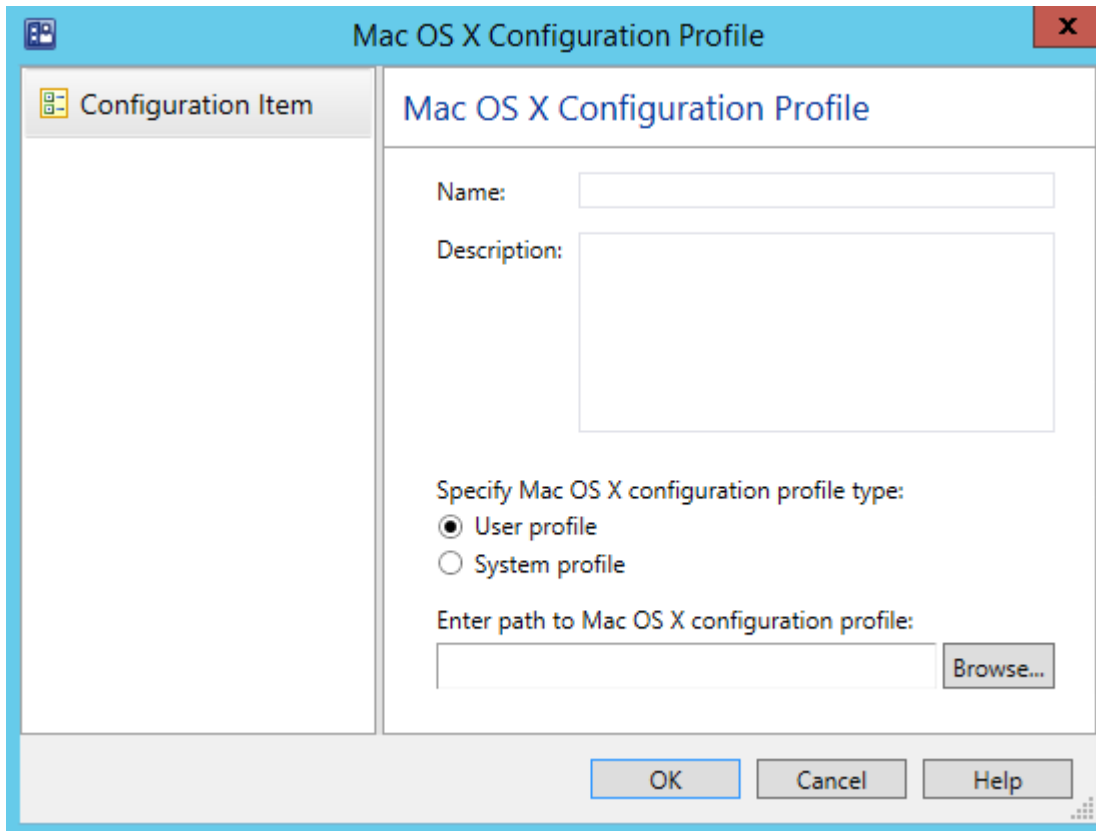 Mac OS X Configuration Profile
x
Configuration Item
Mac OS X Configuration Profile
Name:
Description:
Specify Mac OS X configuration profile type:
User profile
System profile
Enter path to Mac OS X configuration profile:
Browse...
OK Cancel Help